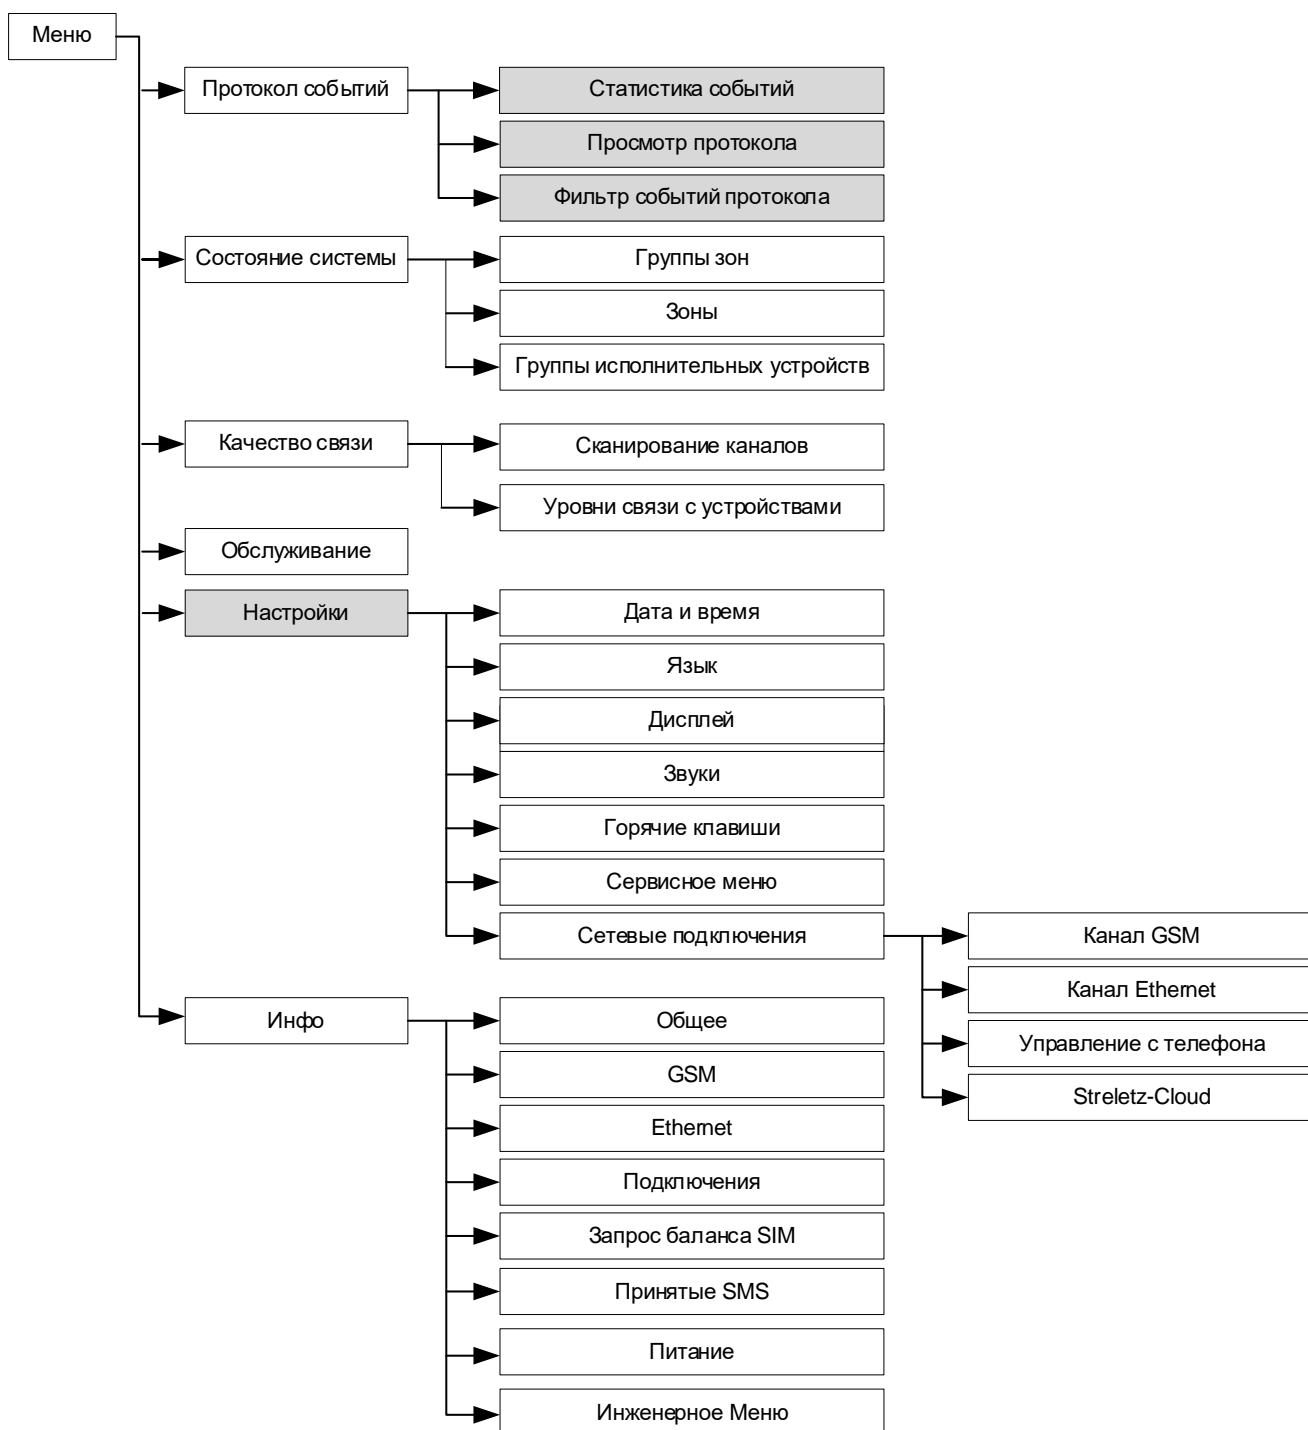 Меню
Протокол событий
Статистика событий
Просмотр протокола
Фильтр событий протокола
Состояние системы
Группы зон
Зоны
Группы исполнительных устройств
Качество связи
Сканирование каналов
Уровни связи с устройствами
Обслуживание
Настройки
Дата и время
Язык
Дисплей
Звуки
Горячие клавиши
Сервисное меню
Сетевые подключения
Канал GSM
Канал Ethernet
Управление с телефона
Streletz-Cloud
Инфо
Общее
GSM
Ethernet
Подключения
Запрос баланса SIM
Принятые SMS
Питание
Инженерное Меню